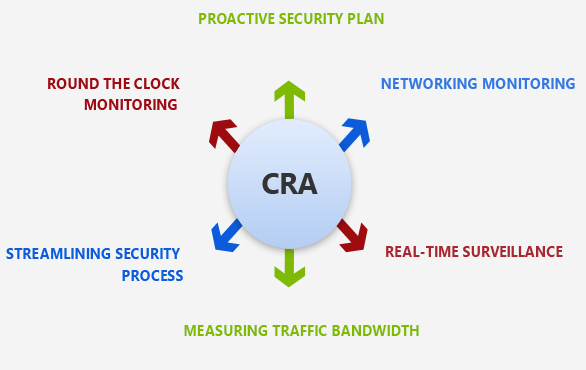 PROACTIVE SECURITY PLAN
ROUND THE CLOCK
MONITORING
NETWORKING MONITORING
CRA
STREAMLINING SECURITY
PROCESS
REAL-TIME SURVEILLANCE
MEASURING TRAFFIC BANDWIDTH